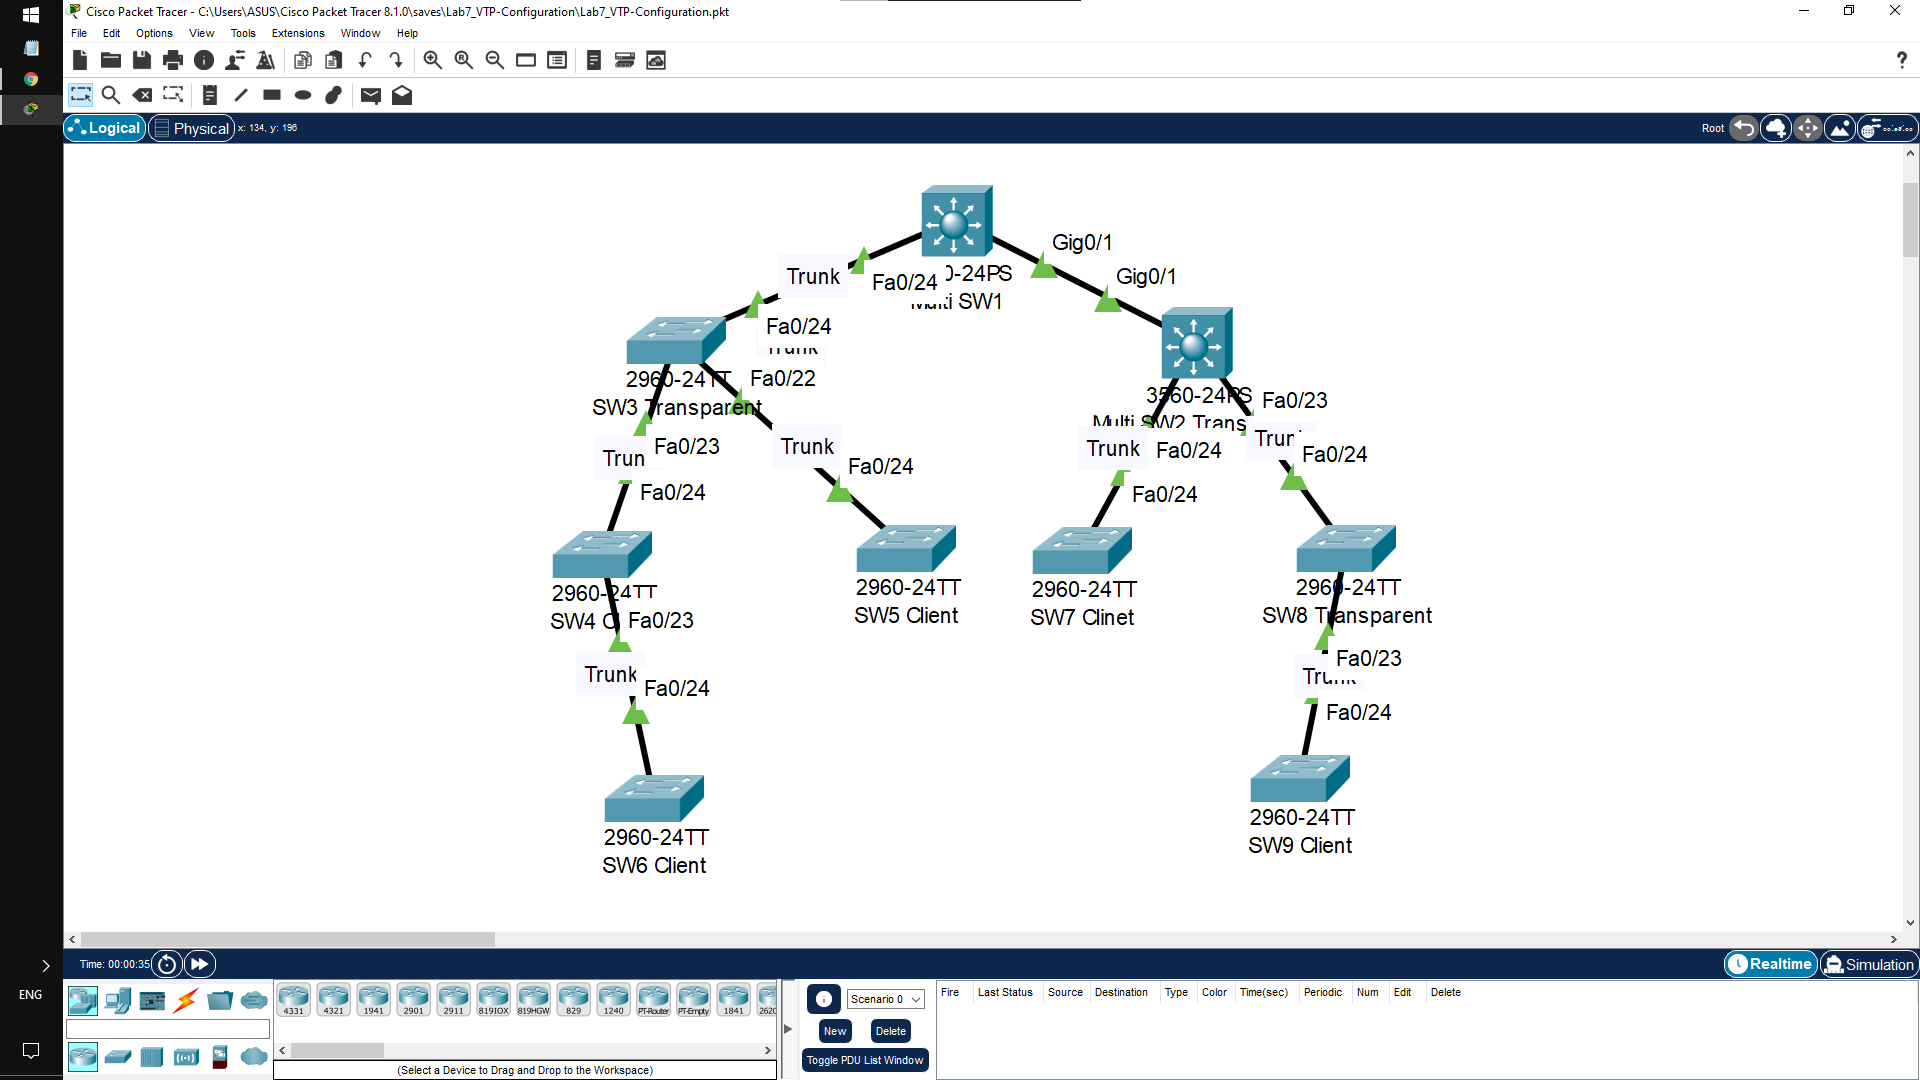 Cisco Packet Tracer - C:\Users\ASUS\Cisco Packet Tracer 8.1.0\saves\Lab7_VTP-Configuration\Lab7_VTP-Configuration.pkt
File Edit Options View Tools Extensions Window Help
?
Logical Physical x: 134, y: 196
Root
Gig0/1
Trunk Fa0/24 0-24PS Gig0/1
Multi SW1
Fa0/24
Trunk
2960-24TT Fa0/22 3560-24PS Fa0/23
SW3 Transparent Multi SW2 Trans
Trunk Fa0/23 Trunk Fa0/24 Trunk Fa0/24 Trunk Fa0/24
Fa0/24 Fa0/24
2960-24TT 2960-24TT 2960-24TT 2960-24TT
SW4 Cl Fa0/23 SW5 Client SW7 Clinet SW8 Transparent
Fa0/23
Trunk Fa0/24 Trunk
Fa0/24
2960-24TT 2960-24TT
SW6 Client SW9 Client
Time: 00:00:35 Realtime Simulation
ENG
4331 4321 1941 2901 2911 819IOX 819HGW 829 1240 PT-Router PT-Empty 1841 2620
(Select a Device to Drag and Drop to the Workspace)
Scenario 0
New Delete
Toggle PDU List Window
Fire Last Status Source Destination Type Color Time(sec) Periodic Num Edit Delete